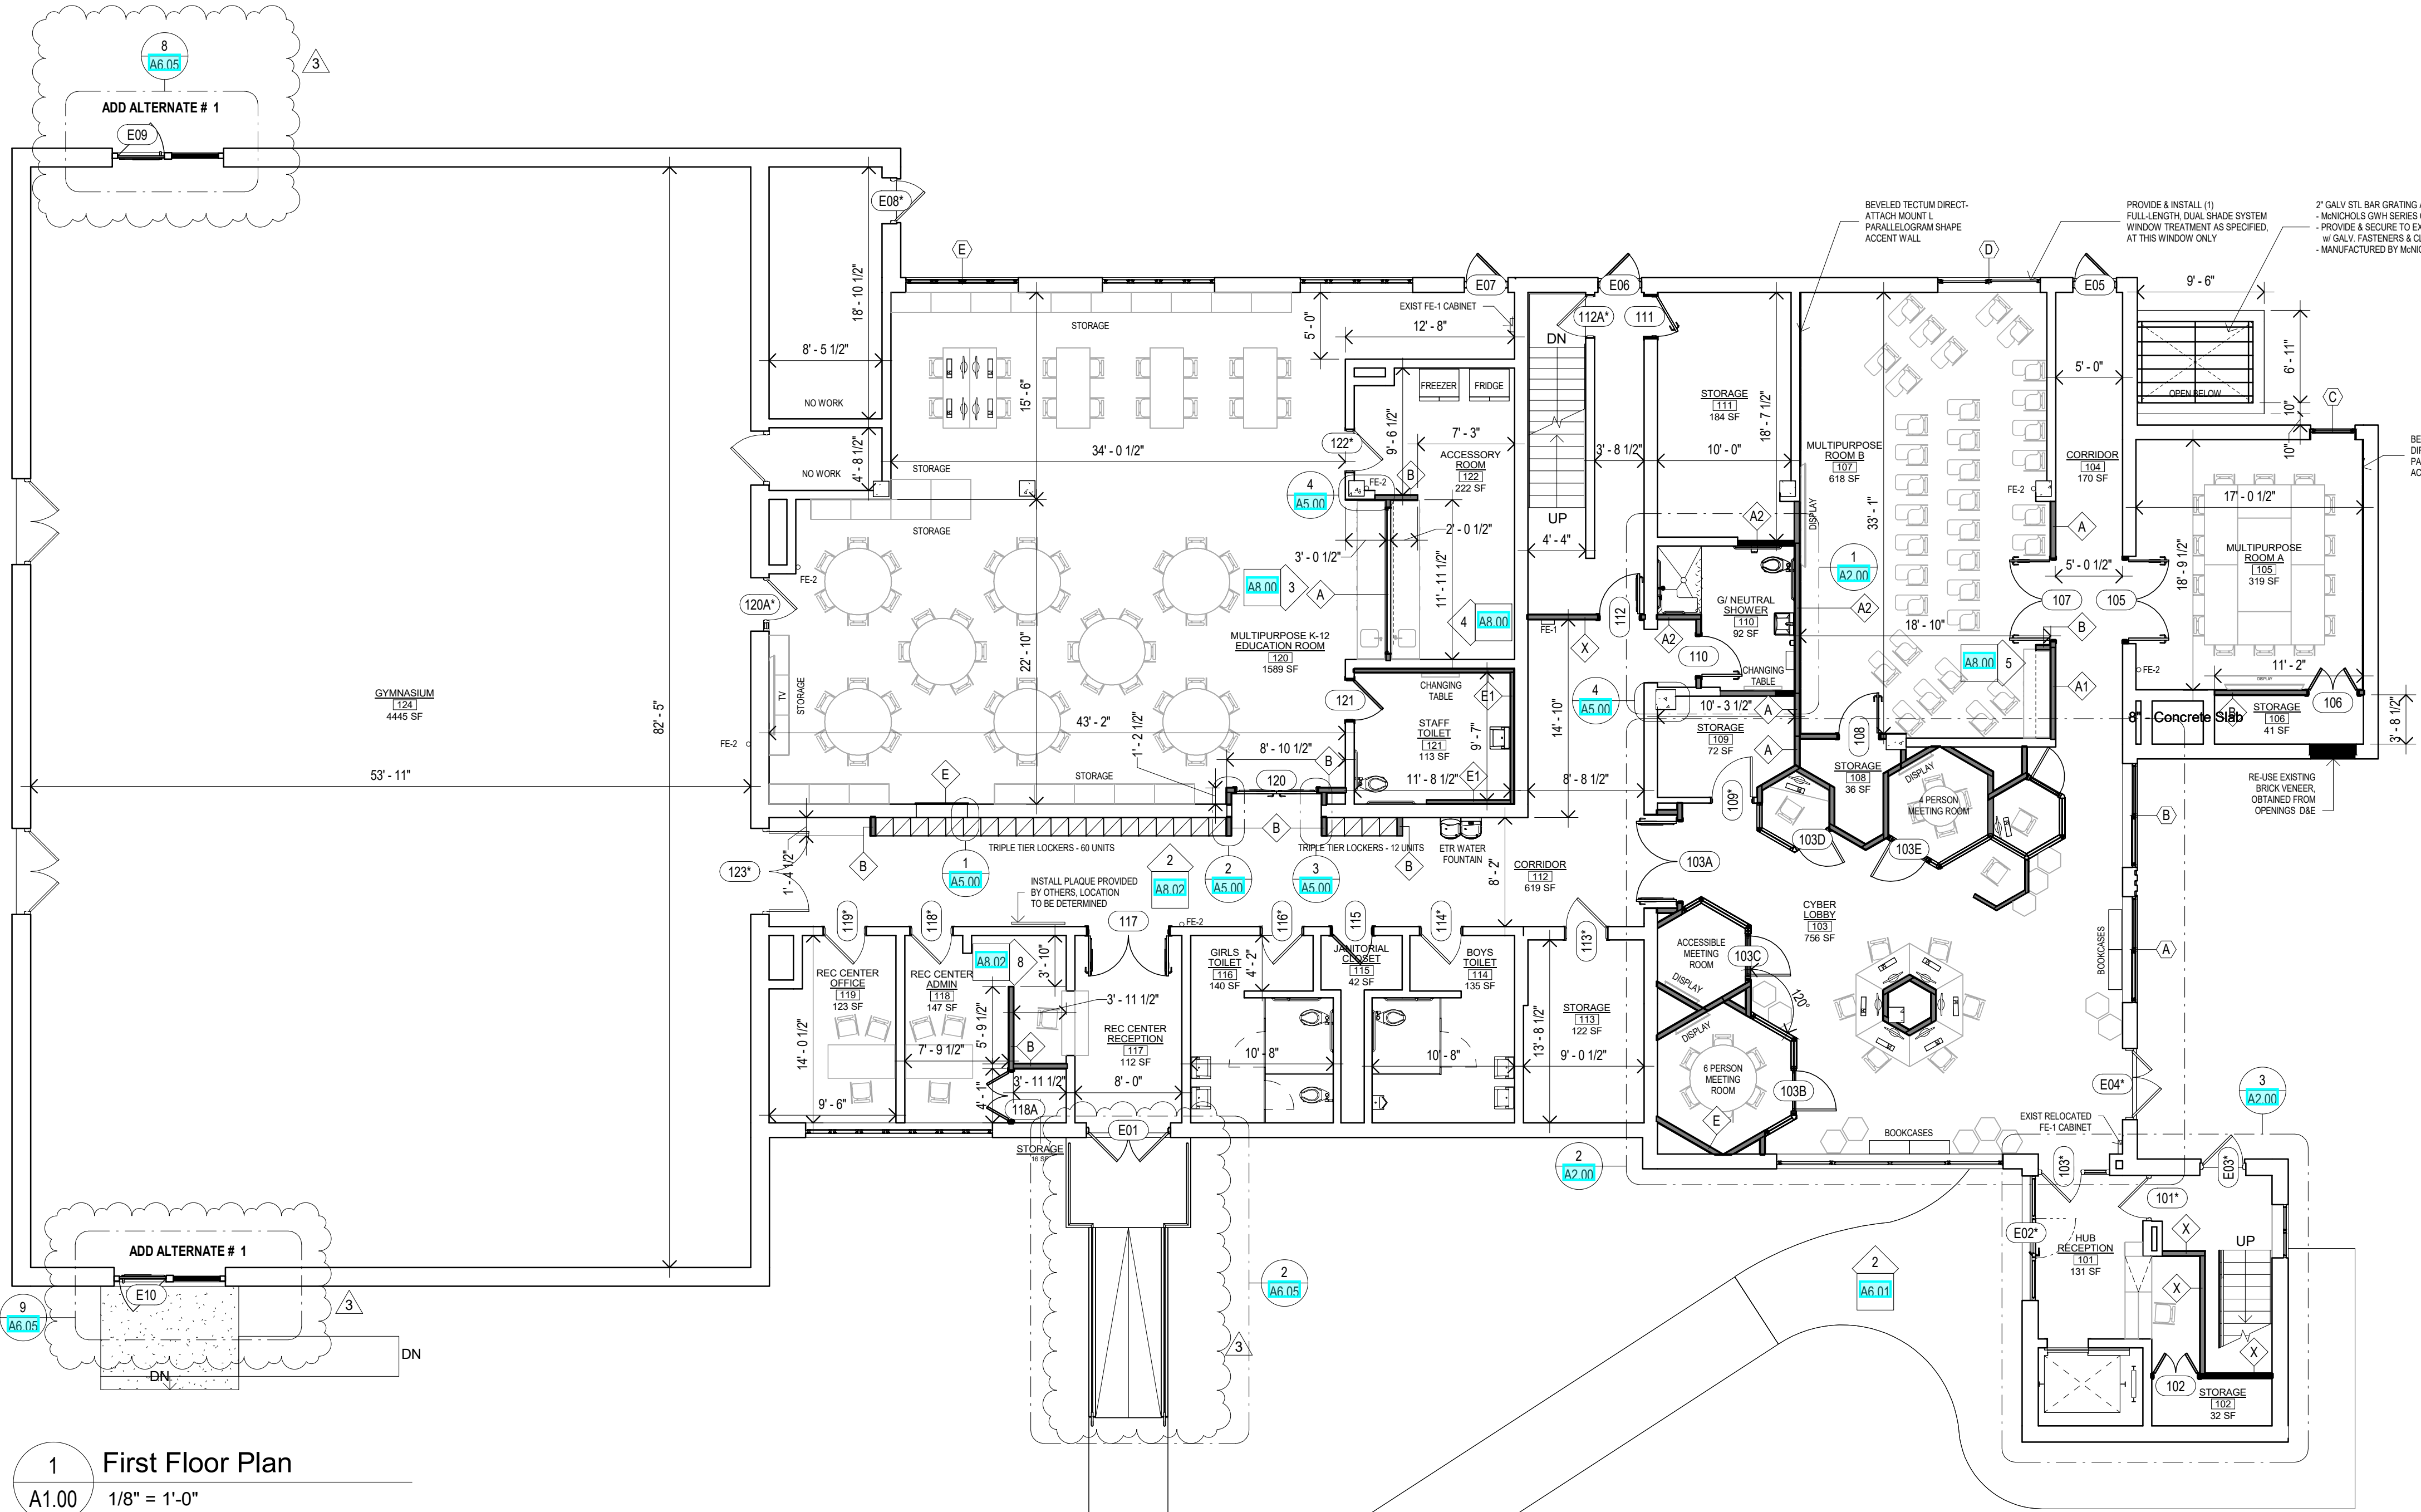 8
A6.05
3
ADD ALTERNATE # 1
E09
E08*
18' - 10 1/2"
8' - 5 1/2"
NO WORK
4' - 8 1/2"
NO WORK
E
STORAGE
15' - 6"
34' - 0 1/2"
STORAGE
STORAGE
5' - 0"
EXIST FE-1 CABINET
12' - 8"
E07
E06
112A*
111
DN
UP
4' - 4"
3' - 8 1/2"
FREEZER
FRIDGE
9' - 6 1/2"
7' - 3"
122*
ACCESSORY
ROOM
122
222 SF
B
FE-2
4
A5.00
2' - 0 1/2"
3' - 0 1/2"
11' - 11 1/2"
A8.00
3
A
4
A8.00
STORAGE
111
184 SF
18' - 7 1/2"
10' - 0"
BEVELED TECTUM DIRECT-
ATTACH MOUNT L
PARALLELOGRAM SHAPE
ACCENT WALL
PROVIDE & INSTALL (1)
FULL-LENGTH, DUAL SHADE SYSTEM
WINDOW TREATMENT AS SPECIFIED,
AT THIS WINDOW ONLY
2" GALV STL BAR GRATING
- McNICHOLS GWH SERIES
- PROVIDE & SECURE TO
w/ GALV. FASTENERS &
- MANUFACTURED BY
D
E05
9' - 6"
6' - 11"
OPEN BELOW
10"
10"
C
5' - 0"
MULTIPURPOSE
ROOM B
107
618 SF
33' - 1"
DISPLAY
CORRIDOR
104
170 SF
FE-2
A
A2
1
A2.00
17' - 0 1/2"
18' - 9 1/2"
MULTIPURPOSE
ROOM A
105
319 SF
5' - 0 1/2"
107
105
B
18' - 10"
A8.00
5
A1
FE-2
11' - 2"
DISPLAY
106
8" - Concrete Slab
B
STORAGE
106
41 SF
3' - 8 1/2"
RE-USE EXISTING
BRICK VENEER,
OBTAINED FROM
OPENINGS D&E
GYMNASIUM
124
4445 SF
82' - 5"
53' - 11"
FE-2
FE-2
120A*
TV
STORAGE
22' - 10"
MULTIPURPOSE K-12
EDUCATION ROOM
120
1589 SF
43' - 2"
1' - 2 1/2"
8' - 10 1/2"
STORAGE
E
B
120
121
CHANGING
TABLE
E1
STAFF
TOILET
121
113 SF
9' - 7"
11' - 8 1/2"
E1
FE-1
X
112
14' - 10"
8' - 8 1/2"
G/ NEUTRAL
SHOWER
110
92 SF
A2
A2
110
CHANGING
TABLE
4
A5.00
10' - 3 1/2"
A
STORAGE
109
72 SF
A
109*
108
STORAGE
108
36 SF
DISPLAY
4 PERSON
MEETING ROOM
103D
103E
B
A
BOOKCASES
1' - 4 1/2"
123*
B
TRIPLE TIER LOCKERS - 60 UNITS
1
A5.00
B
TRIPLE TIER LOCKERS - 12 UNITS
2
A8.02
2
A5.00
3
A5.00
B
ETR WATER
FOUNTAIN
8' - 2"
CORRIDOR
112
619 SF
103A
INSTALL PLAQUE PROVIDED
BY OTHERS, LOCATION
TO BE DETERMINED
119*
118*
117
FE-2
116*
115
114*
113*
REC CENTER
OFFICE
119
123 SF
14' - 0 1/2"
9' - 6"
REC CENTER
ADMIN
118
147 SF
7' - 9 1/2"
A8.02
8
3' - 10"
3' - 11 1/2"
5' - 9 1/2"
B
3' - 11 1/2"
4' - 1"
118A
STORAGE
16 SF
REC CENTER
RECEPTION
117
112 SF
8' - 0"
E01
GIRLS
TOILET
116
140 SF
4' - 2"
10' - 8"
JANITORIAL
CLOSET
115
42 SF
BOYS
TOILET
114
135 SF
10' - 8"
STORAGE
113
122 SF
13' - 8 1/2"
9' - 0 1/2"
CYBER
LOBBY
103
756 SF
ACCESSIBLE
MEETING
ROOM
103C
DISPLAY
120°
DISPLAY
6 PERSON
MEETING
ROOM
103B
E
BOOKCASES
E04*
EXIST RELOCATED
FE-1 CABINET
3
A2.00
2
A2.00
103*
E03*
101*
E02*
HUB
RECEPTION
101
131 SF
X
X
UP
X
102
STORAGE
102
32 SF
2
A6.01
2
A6.05
3
ADD ALTERNATE # 1
E10
3
9
A6.05
DN
DN
1
A1.00
First Floor Plan
1/8" = 1'-0"